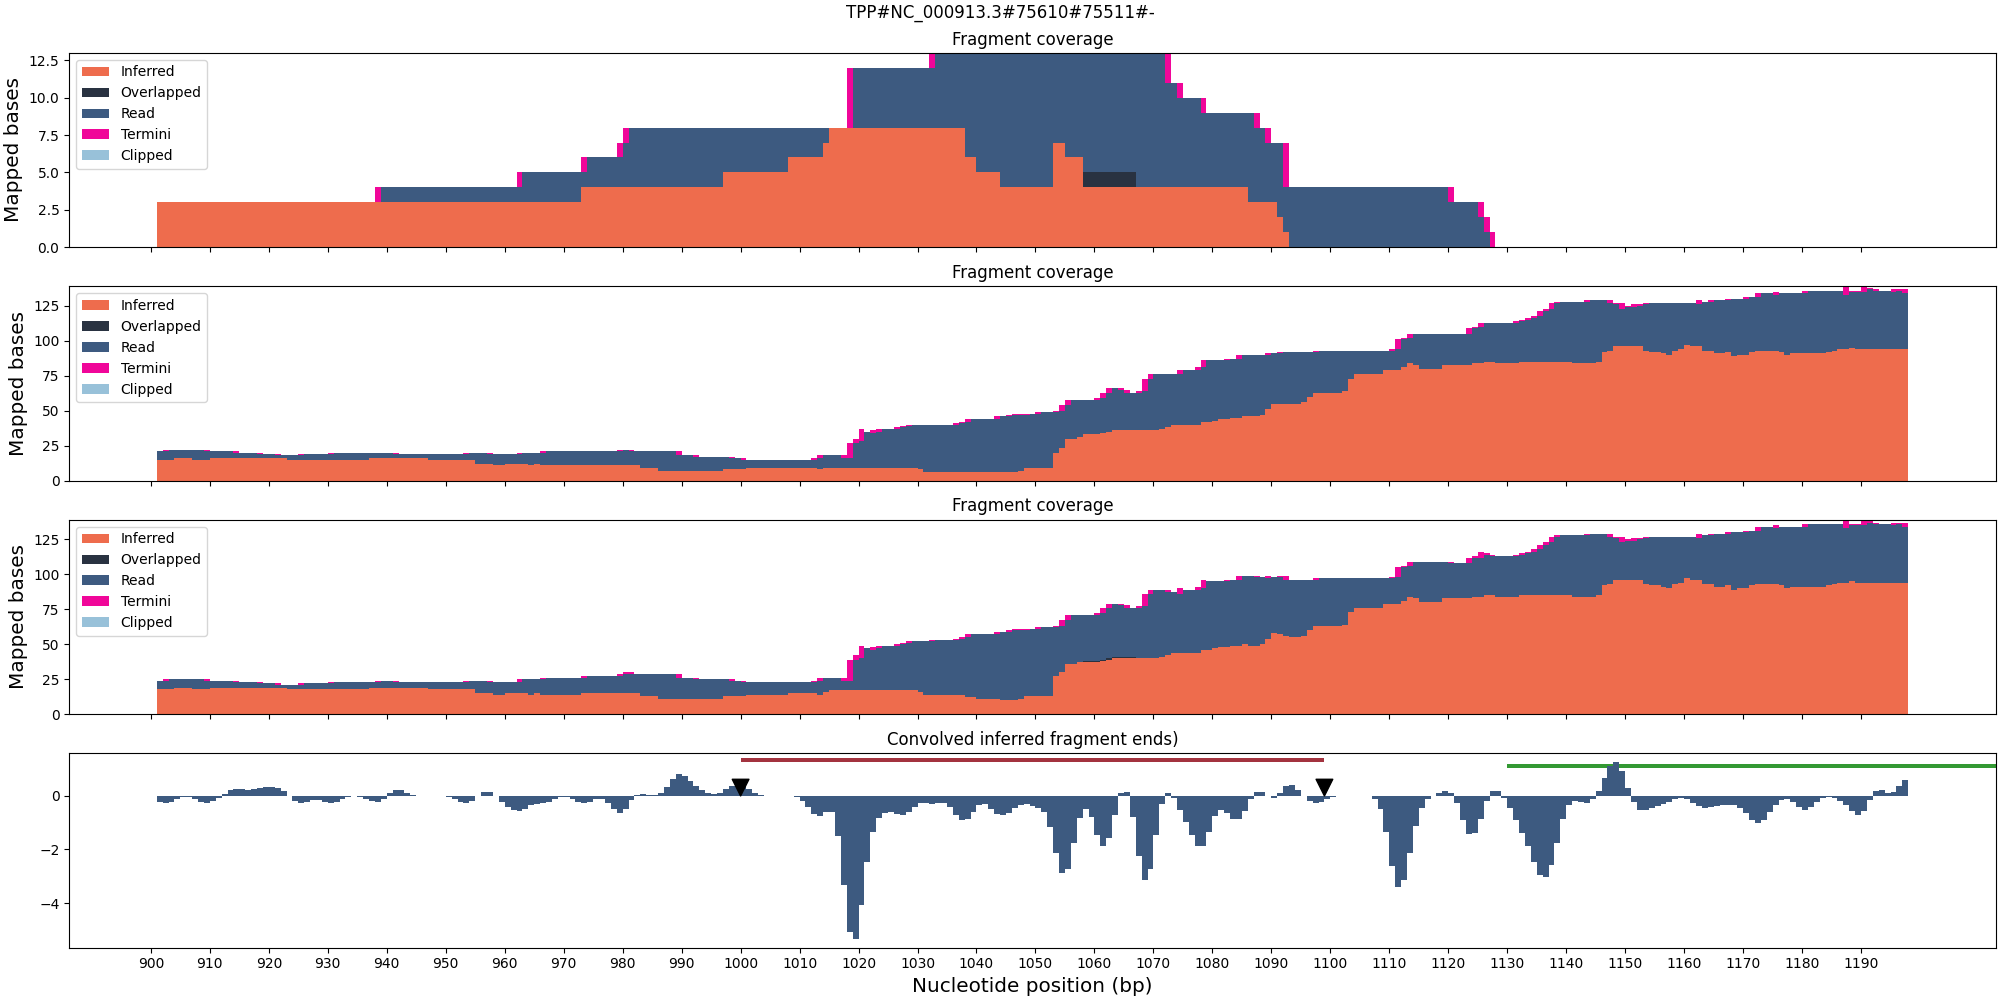 TPP#NC_000913.3#75610#75511#-
Fragment coverage
Mapped bases
12.5
10.0
7.5
5.0
2.5
0.0
Inferred
Overlapped
Read
Termini
Clipped
Fragment coverage
Mapped bases
125
100
75
50
25
0
Inferred
Overlapped
Read
Termini
Clipped
Fragment coverage
Mapped bases
125
100
75
50
25
0
Inferred
Overlapped
Read
Termini
Clipped
Convolved inferred fragment ends)
0
−2
−4
900 910 920 930 940 950 960 970 980 990 1000 1010 1020 1030 1040 1050 1060 1070 1080 1090 1100 1110 1120 1130 1140 1150 1160 1170 1180 1190
Nucleotide position (bp)